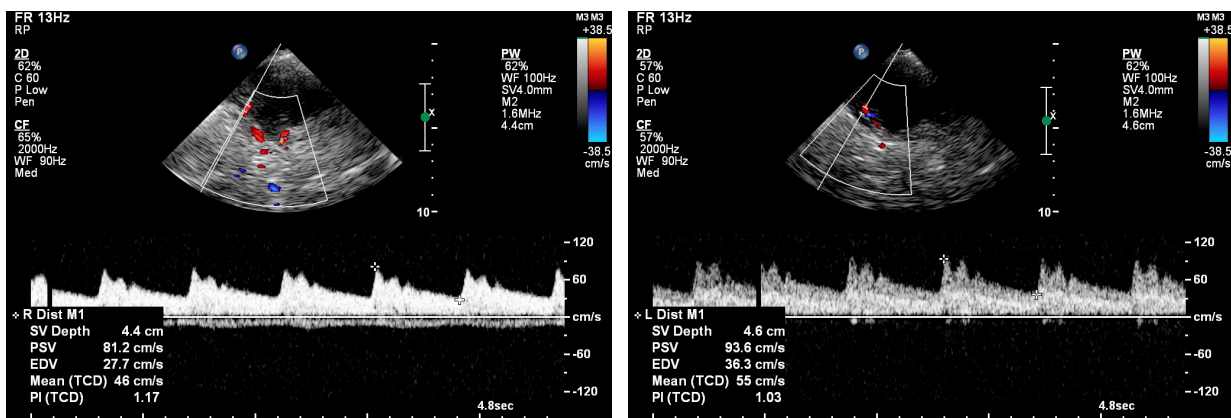 FR 13Hz
RP
2D
62%
C 60
P Low
Pen
CF
65%
2000Hz
WF 90Hz
Med
P
PW
62%
WF 100Hz
SV4.0mm
M2
1.6MHz
4.4cm
M3 M3
+38.5
-38.5
cm/s
x
10
120
60
cm/s
-60
-120
R Dist M1
SV Depth 4.4 cm
PSV 81.2 cm/s
EDV 27.7 cm/s
Mean (TCD) 46 cm/s
PI (TCD) 1.17
4.8sec
FR 13Hz
RP
2D
57%
C 60
P Low
Pen
CF
57%
2000Hz
WF 90Hz
Med
P
PW
62%
WF 100Hz
SV4.0mm
M2
1.6MHz
4.6cm
M3 M3
+38.5
-38.5
cm/s
x
10
120
60
cm/s
-60
-120
L Dist M1
SV Depth 4.6 cm
PSV 93.6 cm/s
EDV 36.3 cm/s
Mean (TCD) 55 cm/s
PI (TCD) 1.03
4.8sec